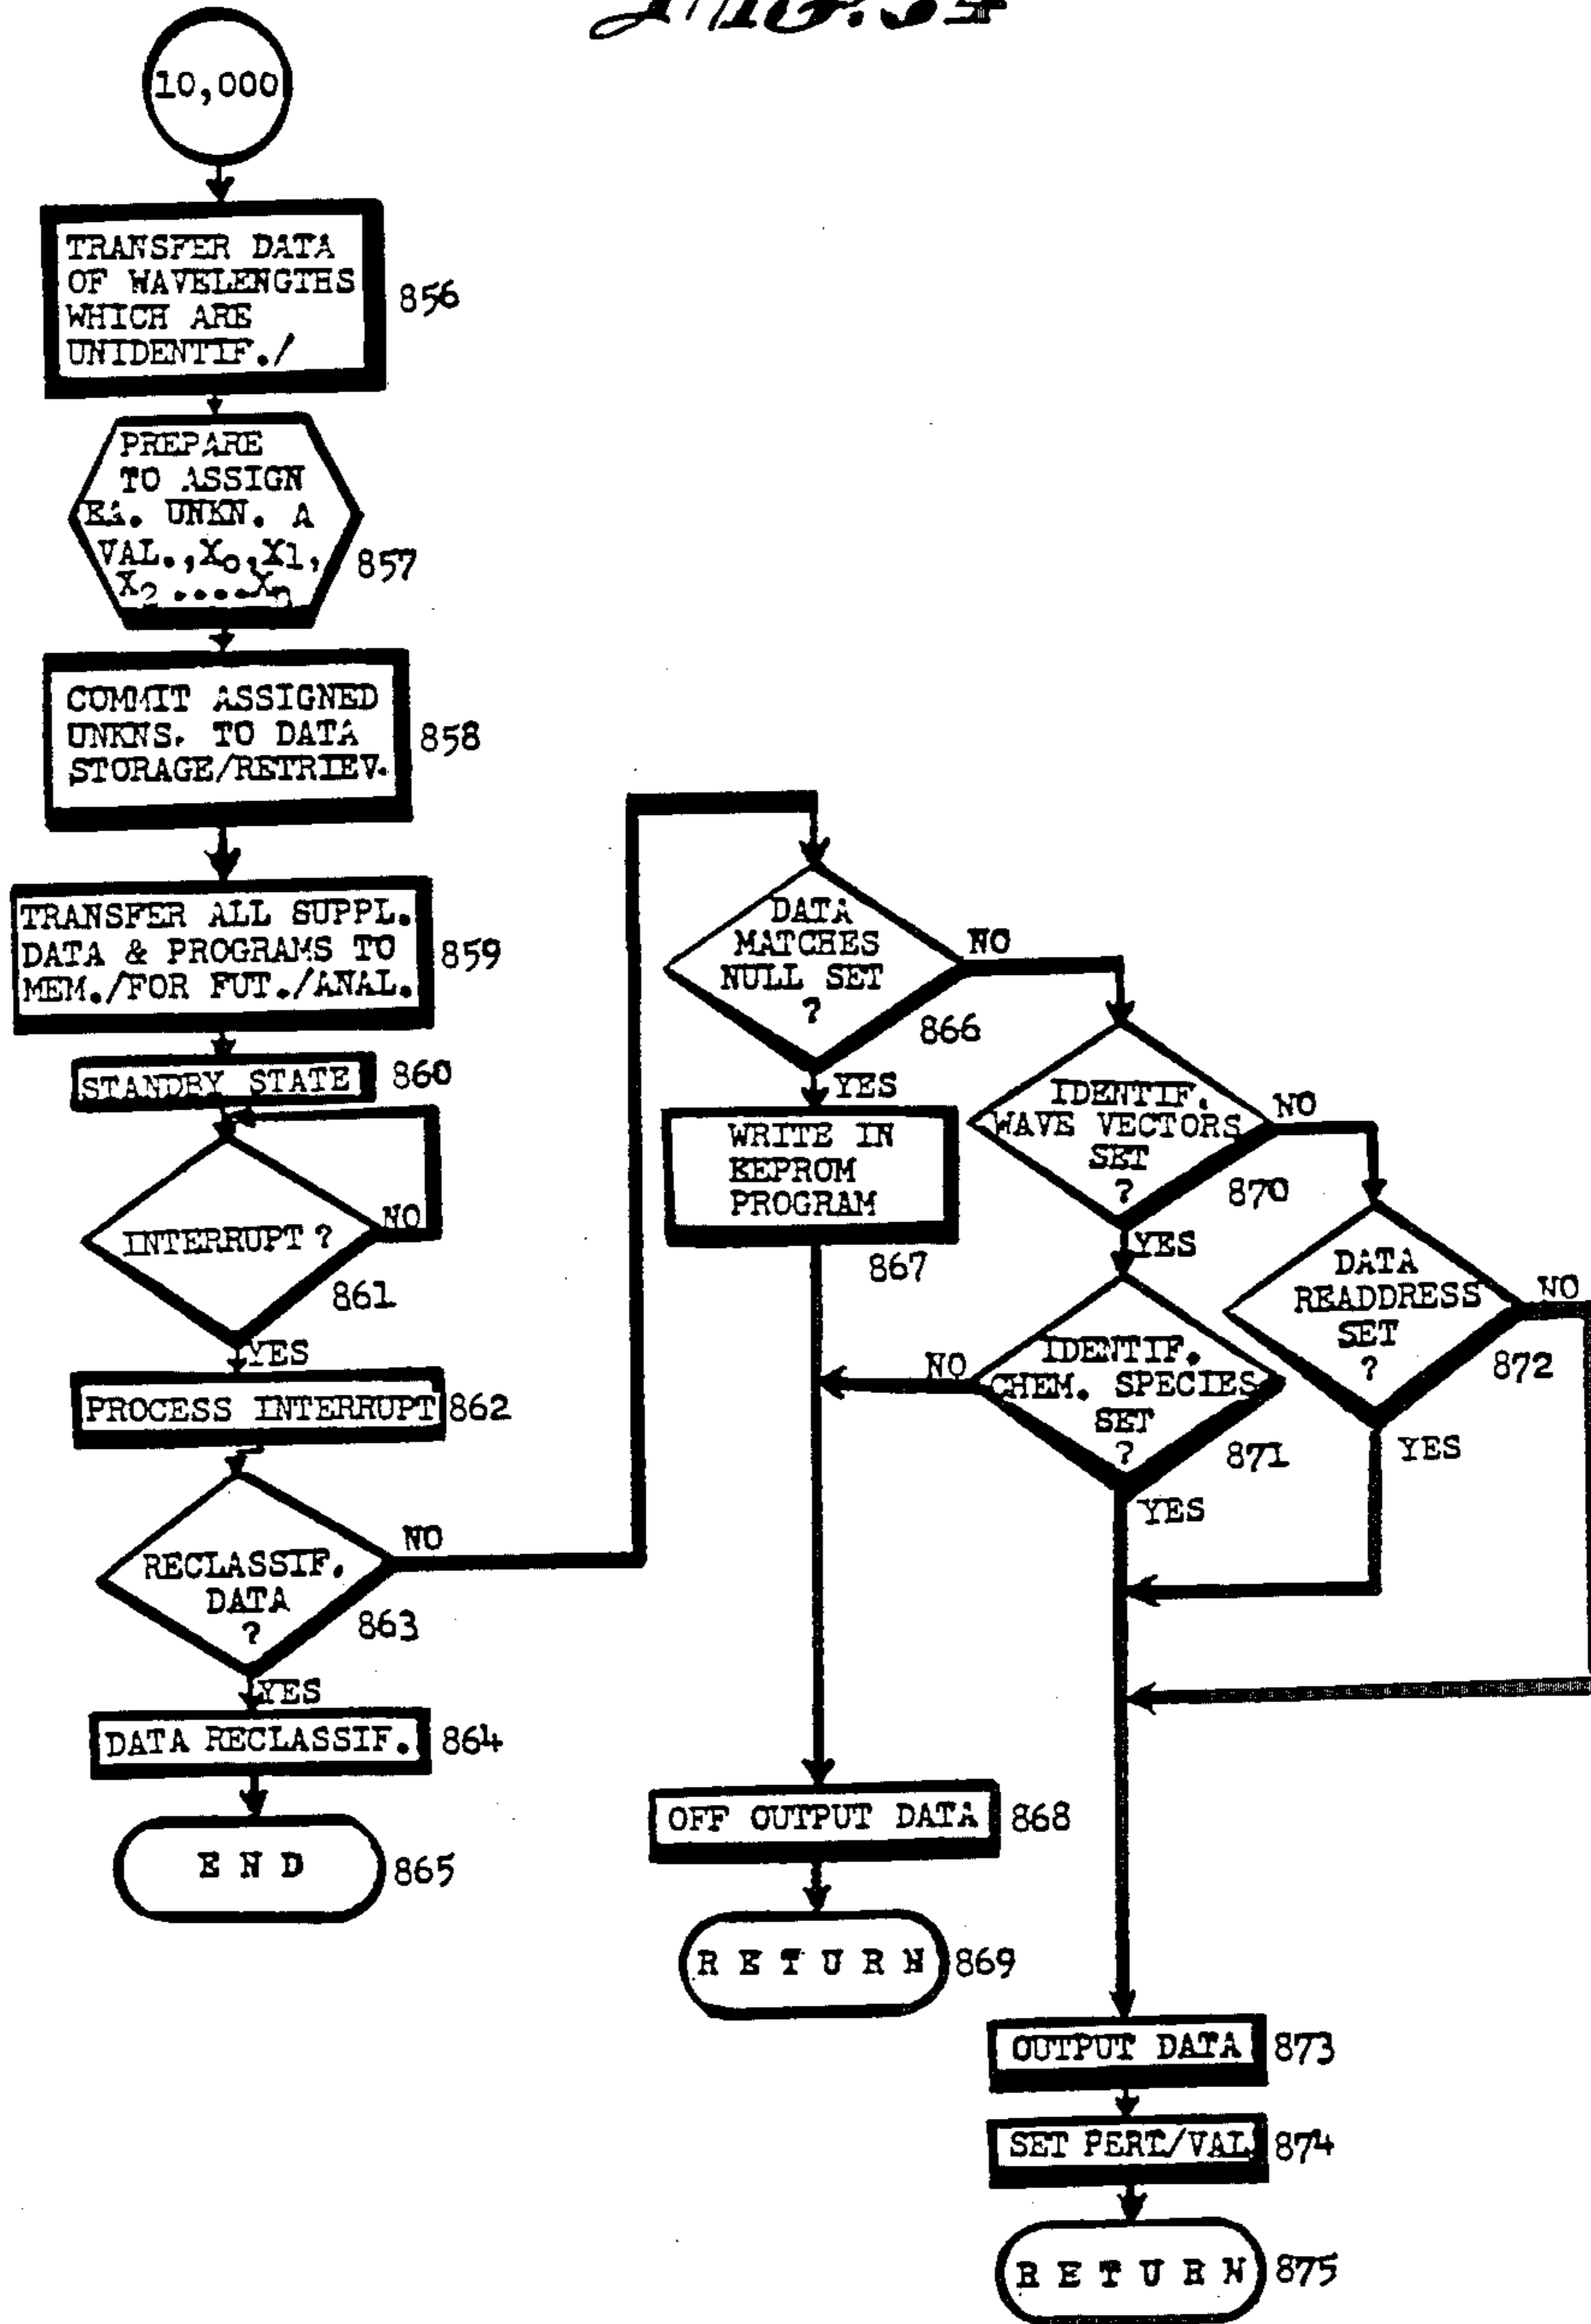 10,000
TRANSFER DATA
OF WAVELENGTHS
WHICH ARE
UNIDENTIF./
856
PREPARE
TO ASSIGN
EA. UNKN. A
VAL.,X₀,X1,
X₂....Xₙ
857
COMMIT ASSIGNED
UNKNS. TO DATA
STORAGE/RETRIEV.
858
TRANSFER ALL SUPPL.
DATA & PROGRAMS TO
MEM./FOR FUT./ANAL.
859
STANDBY STATE
860
INTERRUPT?
NO
861
YES
PROCESS INTERRUPT
862
RECLASSIF.
DATA
?
NO
863
YES
DATA RECLASSIF.
864
END
865
DATA
MATCHES
NULL SET
?
NO
866
YES
WRITE IN
EEPROM
PROGRAM
867
OFF OUTPUT DATA
868
RETURN
869
IDENTIF.
WAVE VECTORS
SET
?
NO
870
YES
IDENTIF.
CHEM. SPECIES
SET
?
NO
871
YES
DATA
READDRESS
SET
?
NO
872
YES
OUTPUT DATA
873
SET PERT/VAL
874
RETURN
875